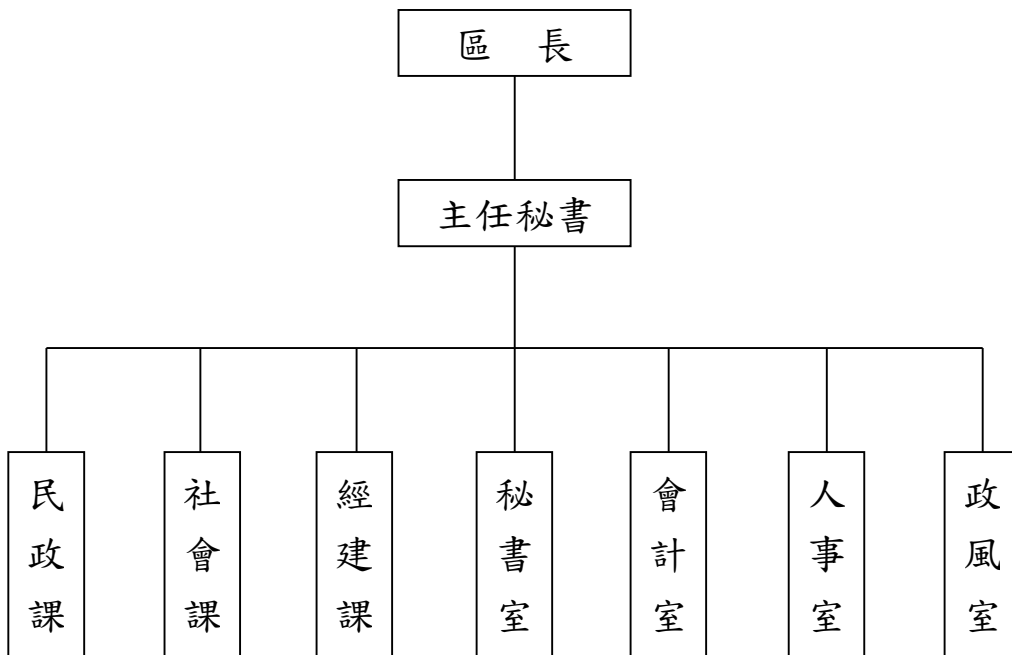 區 長
主任秘書
民政課
社會課
經建課
秘書室
會計室
人事室
政風室